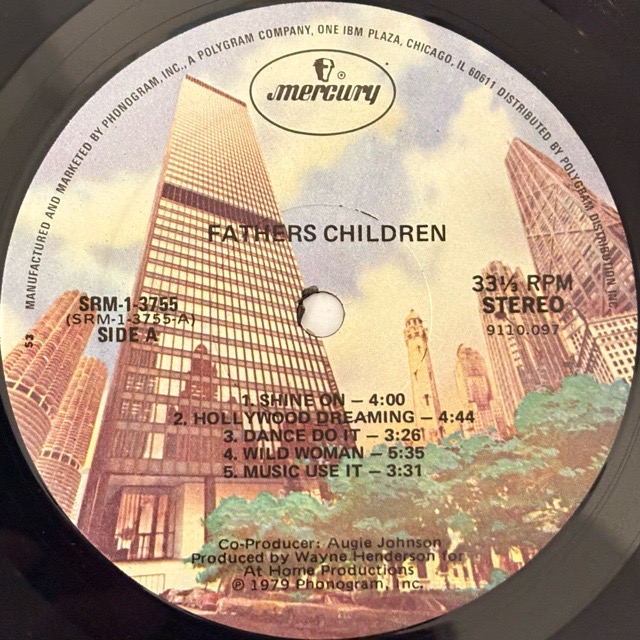 MANUFACTURED AND MARKETED BY PHONOGRAM, INC., A POLYGRAM COMPANY, ONE IBM PLAZA, CHICAGO, IL 60611 DISTRIBUTED BY POLYGRAM DISTRIBUTION, INC.
mercury
®
FATHERS CHILDREN
SRM-1-3755
(SRM-1-3755-A)
SIDE A
33⅓ RPM
STEREO
9110.097
53
1. SHINE ON – 4:00
2. HOLLYWOOD DREAMING – 4:44
3. DANCE DO IT – 3:26
4. WILD WOMAN – 5:35
5. MUSIC USE IT – 3:31
Co-Producer: Augie Johnson
Produced by Wayne Henderson for
At Home Productions
℗ 1979 Phonogram, Inc.